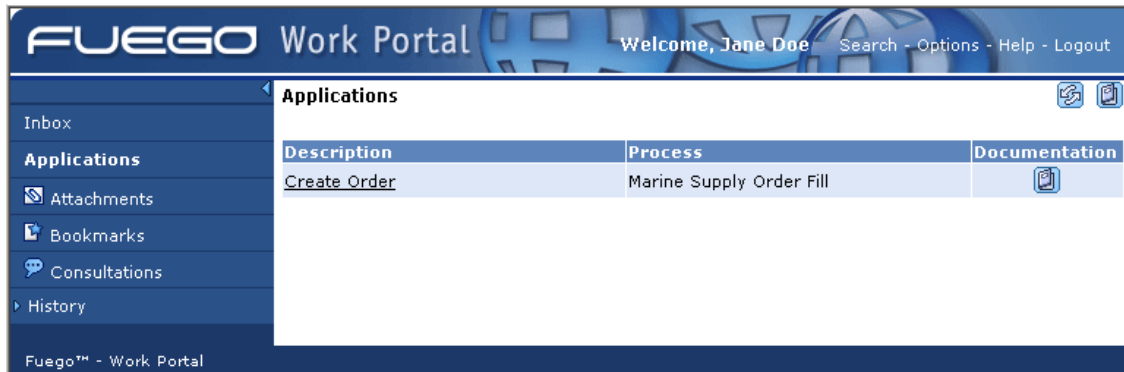 FUEGO Work Portal
Welcome, Jane Doe Search - Options - Help - Logout
Applications
Inbox
Applications
Attachments
Bookmarks
Consultations
History
Description Process Documentation
Create Order Marine Supply Order Fill
Fuego™ - Work Portal